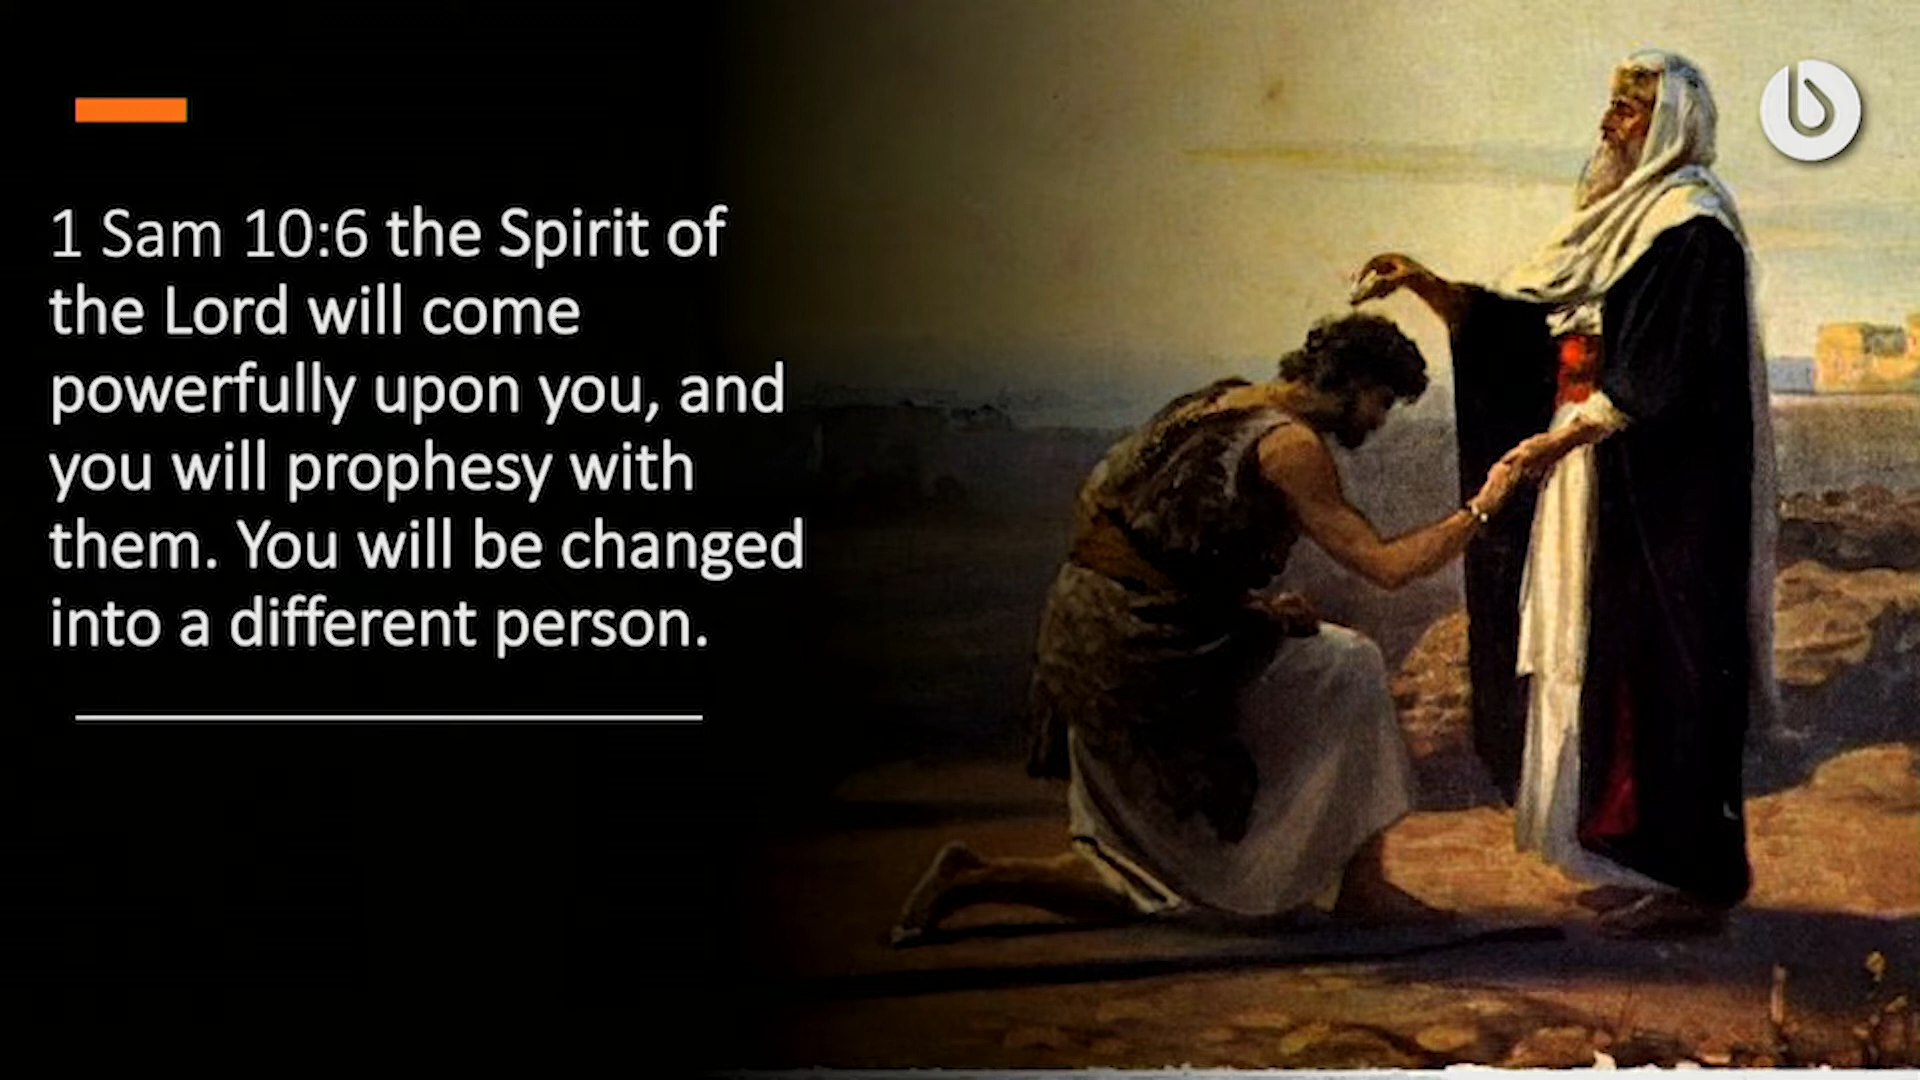 1 Sam 10:6 the Spirit of
the Lord will come
powerfully upon you, and
you will prophesy with
them. You will be changed
into a different person.